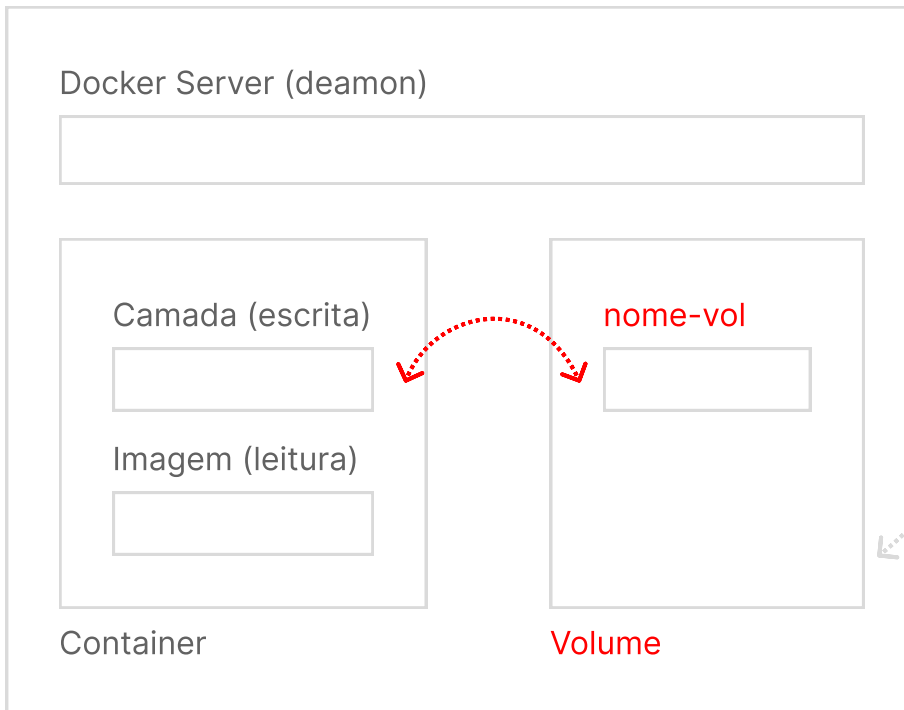 Docker Server (deamon)
Camada (escrita)
nome-vol
Imagem (leitura)
Container
Volume